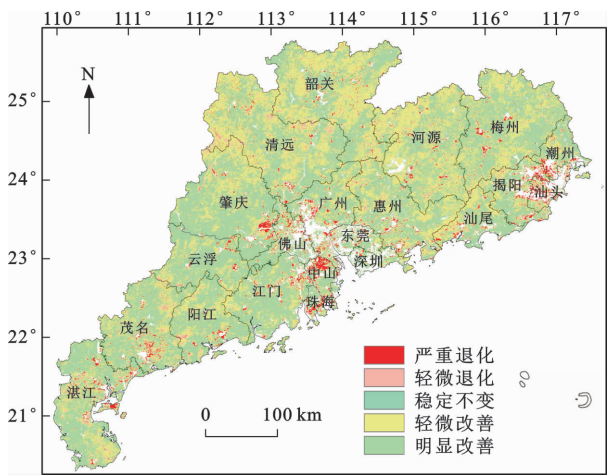 110° 111° 112° 113° 114° 115° 116° 117°
N
25°
24°
23°
22°
21°
韶关
清远
河源
梅州
潮州
肇庆
广州
惠州
揭阳
汕头
汕尾
云浮
佛山
东莞
深圳
中山
江门
珠海
茂名
阳江
湛江
0 100 km
严重退化
轻微退化
稳定不变
轻微改善
明显改善